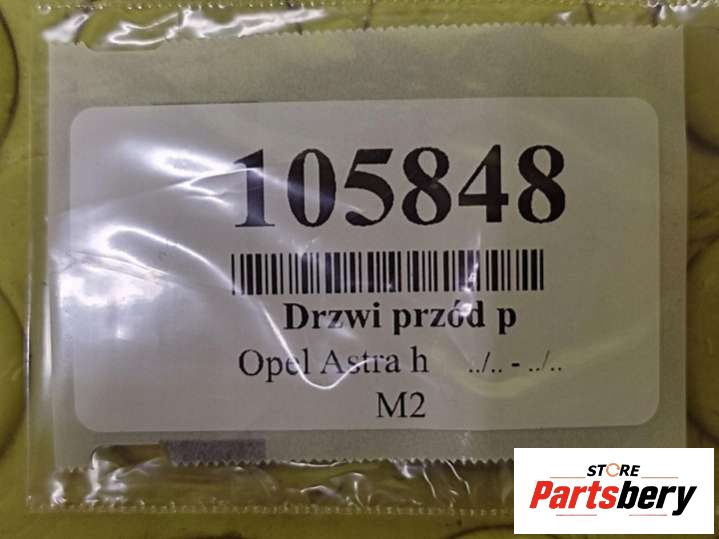 105848
Drzwi przód p
Opel Astra h ../.. - ../..
M2
STORE
Partsbery